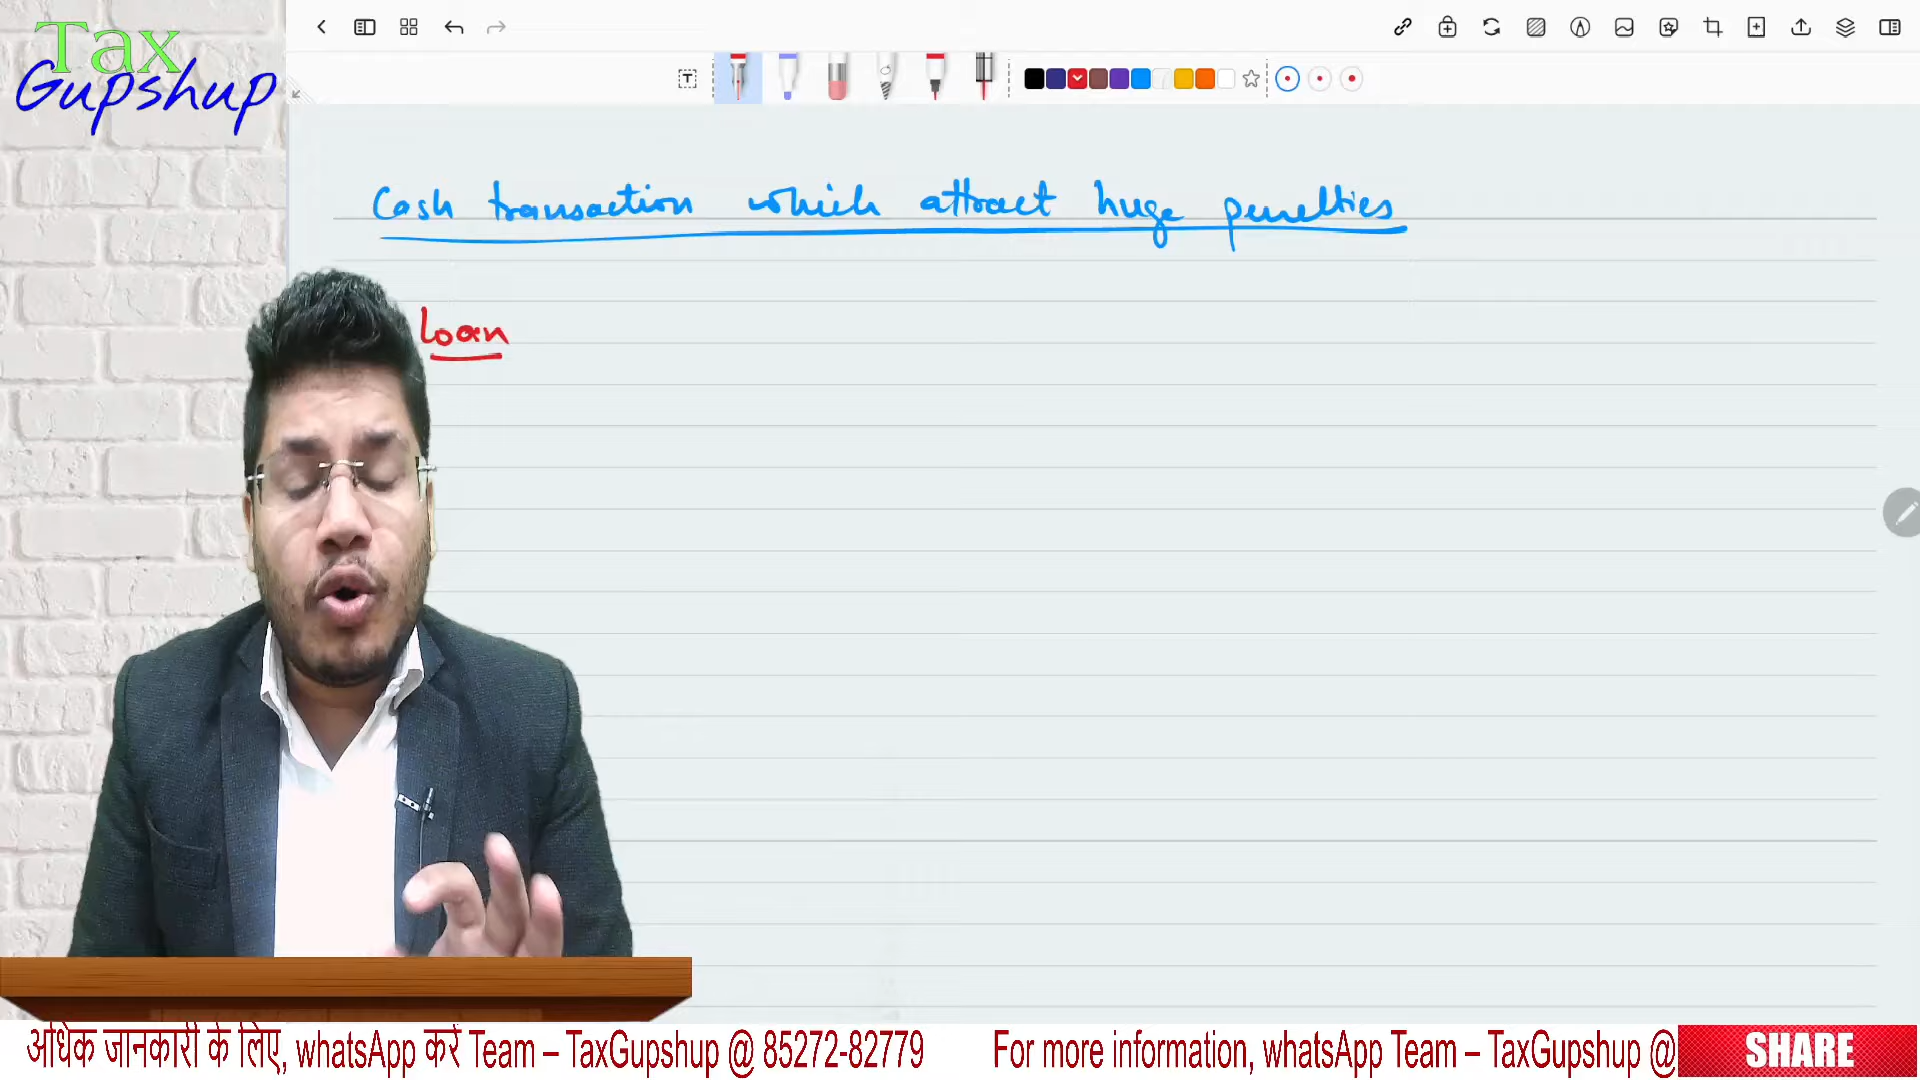 Tax
Gupshup
Cash transaction which attract huge penelties
loan
अधिक जानकारी के लिए, whatsApp करें Team – TaxGupshup @ 85272-82779
For more information, whatsApp Team – TaxGupshup @
SHARE